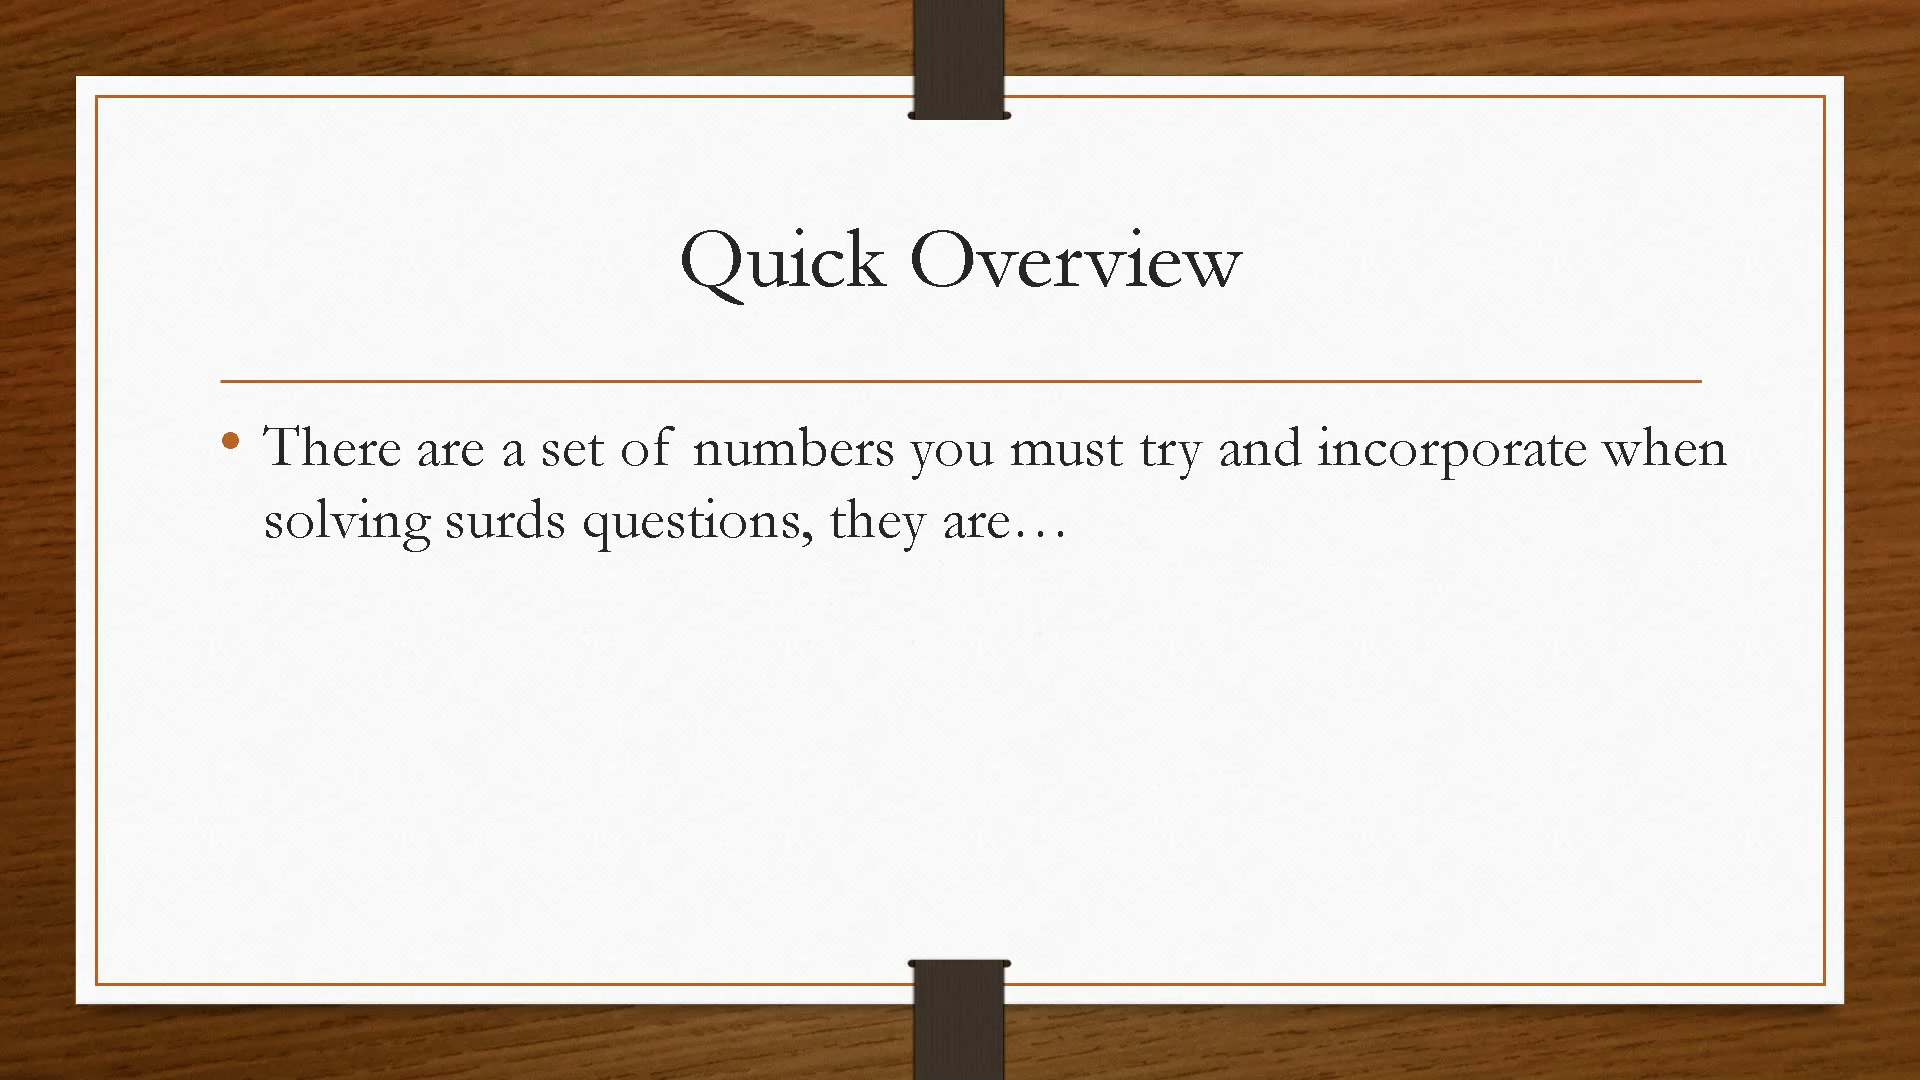 Quick Overview
• There are a set of numbers you must try and incorporate when
solving surds questions, they are…